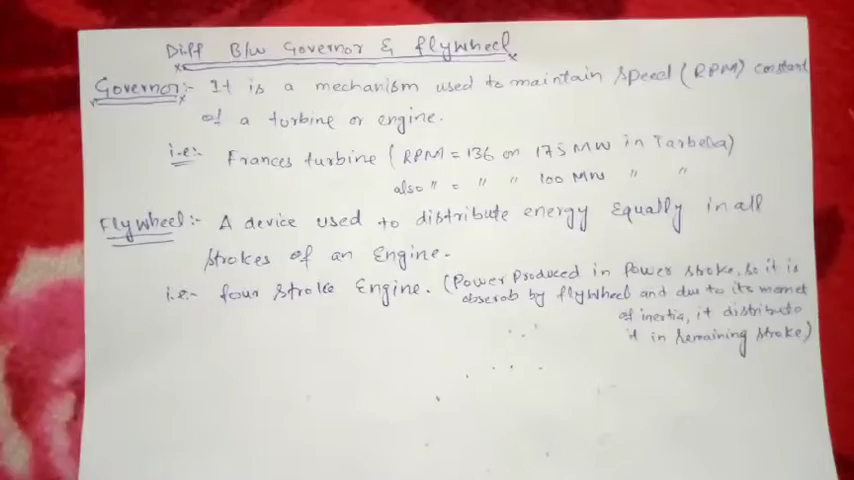 Diff B/w Governor & flywheel
Governor:- It is a mechanism used to maintain speed (RPM) constant
of a turbine or engine.
i.e:- Frances turbine (RPM = 136 on 175 MW in Tarbela)
also " = " " 100 MW " "
Flywheel:- A device used to distribute energy Equally in all
strokes of an Engine.
i.e:- four stroke Engine. (Power Produced in Power stroke, so it is
obserob by flywheel and due to its momet
of inertia, it distribute
it in remaining stroke)